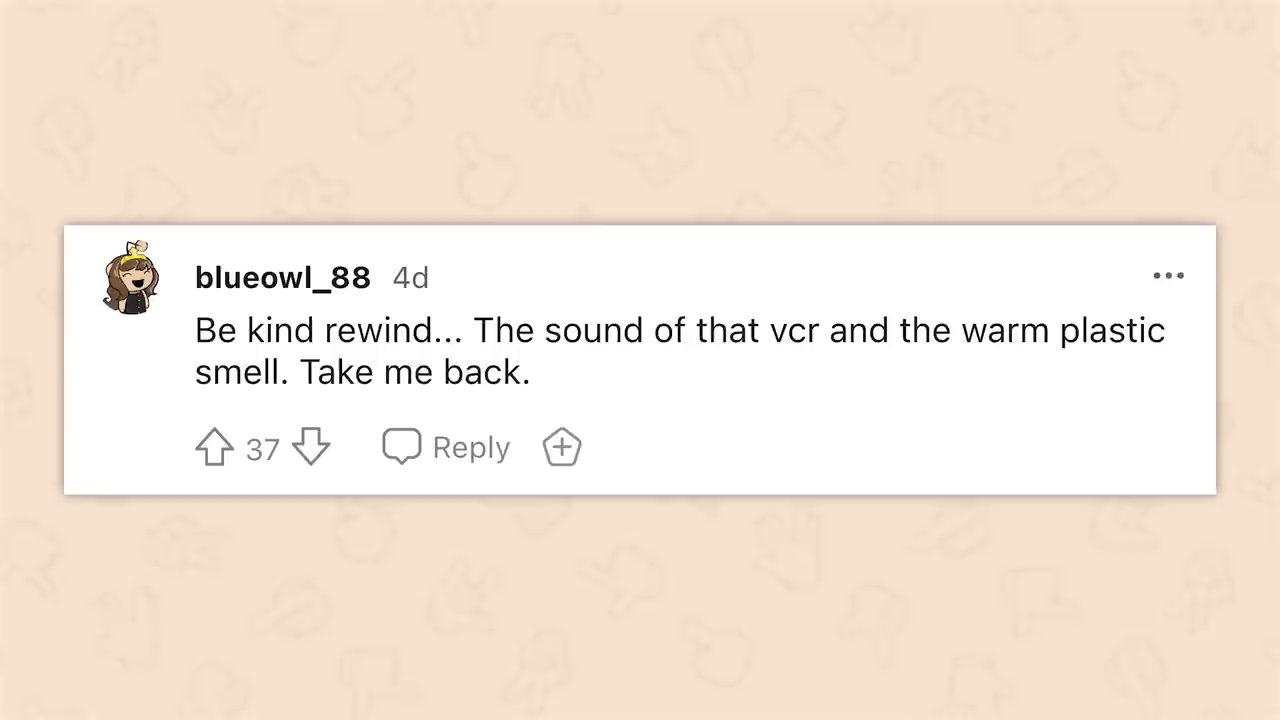 blueowl_88 4d
Be kind rewind... The sound of that vcr and the warm plastic
smell. Take me back.
37 Reply